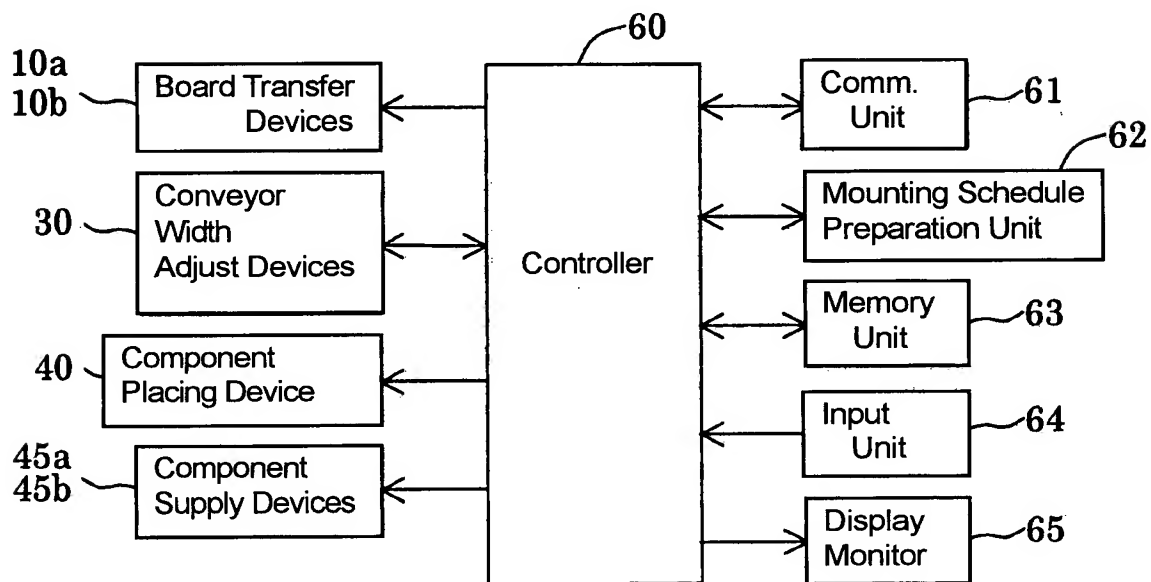 60
10a
10b
Board Transfer
Devices
Comm.
Unit
61
62
30
Conveyor
Width
Adjust Devices
Controller
Mounting Schedule
Preparation Unit
Memory
Unit
63
40
Component
Placing Device
Input
Unit
64
45a
45b
Component
Supply Devices
Display
Monitor
65